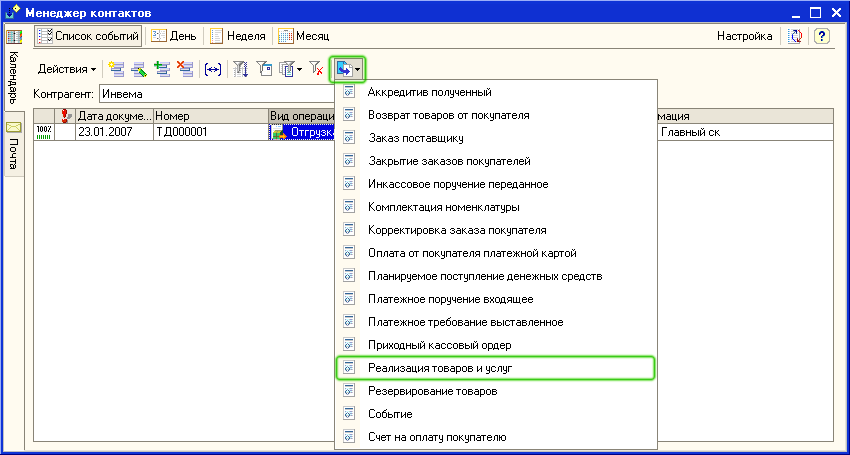 Менеджер контактов
Список событий День Неделя Месяц Настройка
Действия
Контрагент: Инвема
Дата докуме... Номер Вид операци мация
100% 23.01.2007 ТД000001 Отгрузка Главный ск
Календарь
Почта
Аккредитив полученный
Возврат товаров от покупателя
Заказ поставщику
Закрытие заказов покупателей
Инкассовое поручение переданное
Комплектация номенклатуры
Корректировка заказа покупателя
Оплата от покупателя платежной картой
Планируемое поступление денежных средств
Платежное поручение входящее
Платежное требование выставленное
Приходный кассовый ордер
Реализация товаров и услуг
Резервирование товаров
Событие
Счет на оплату покупателю